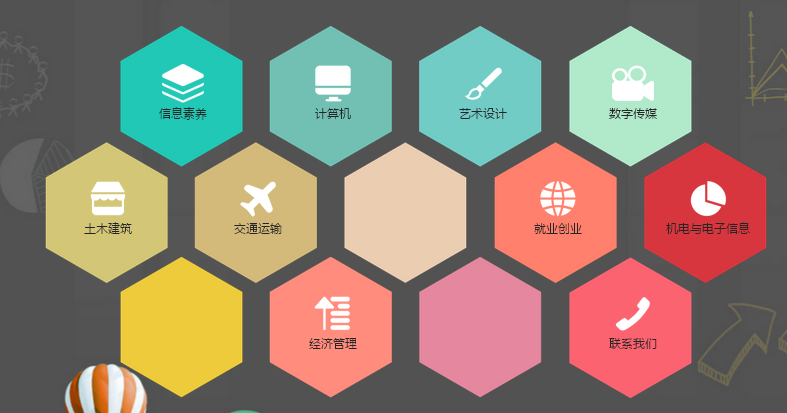 信息素养
计算机
艺术设计
数字传媒
土木建筑
交通运输
就业创业
机电与电子信息
经济管理
联系我们